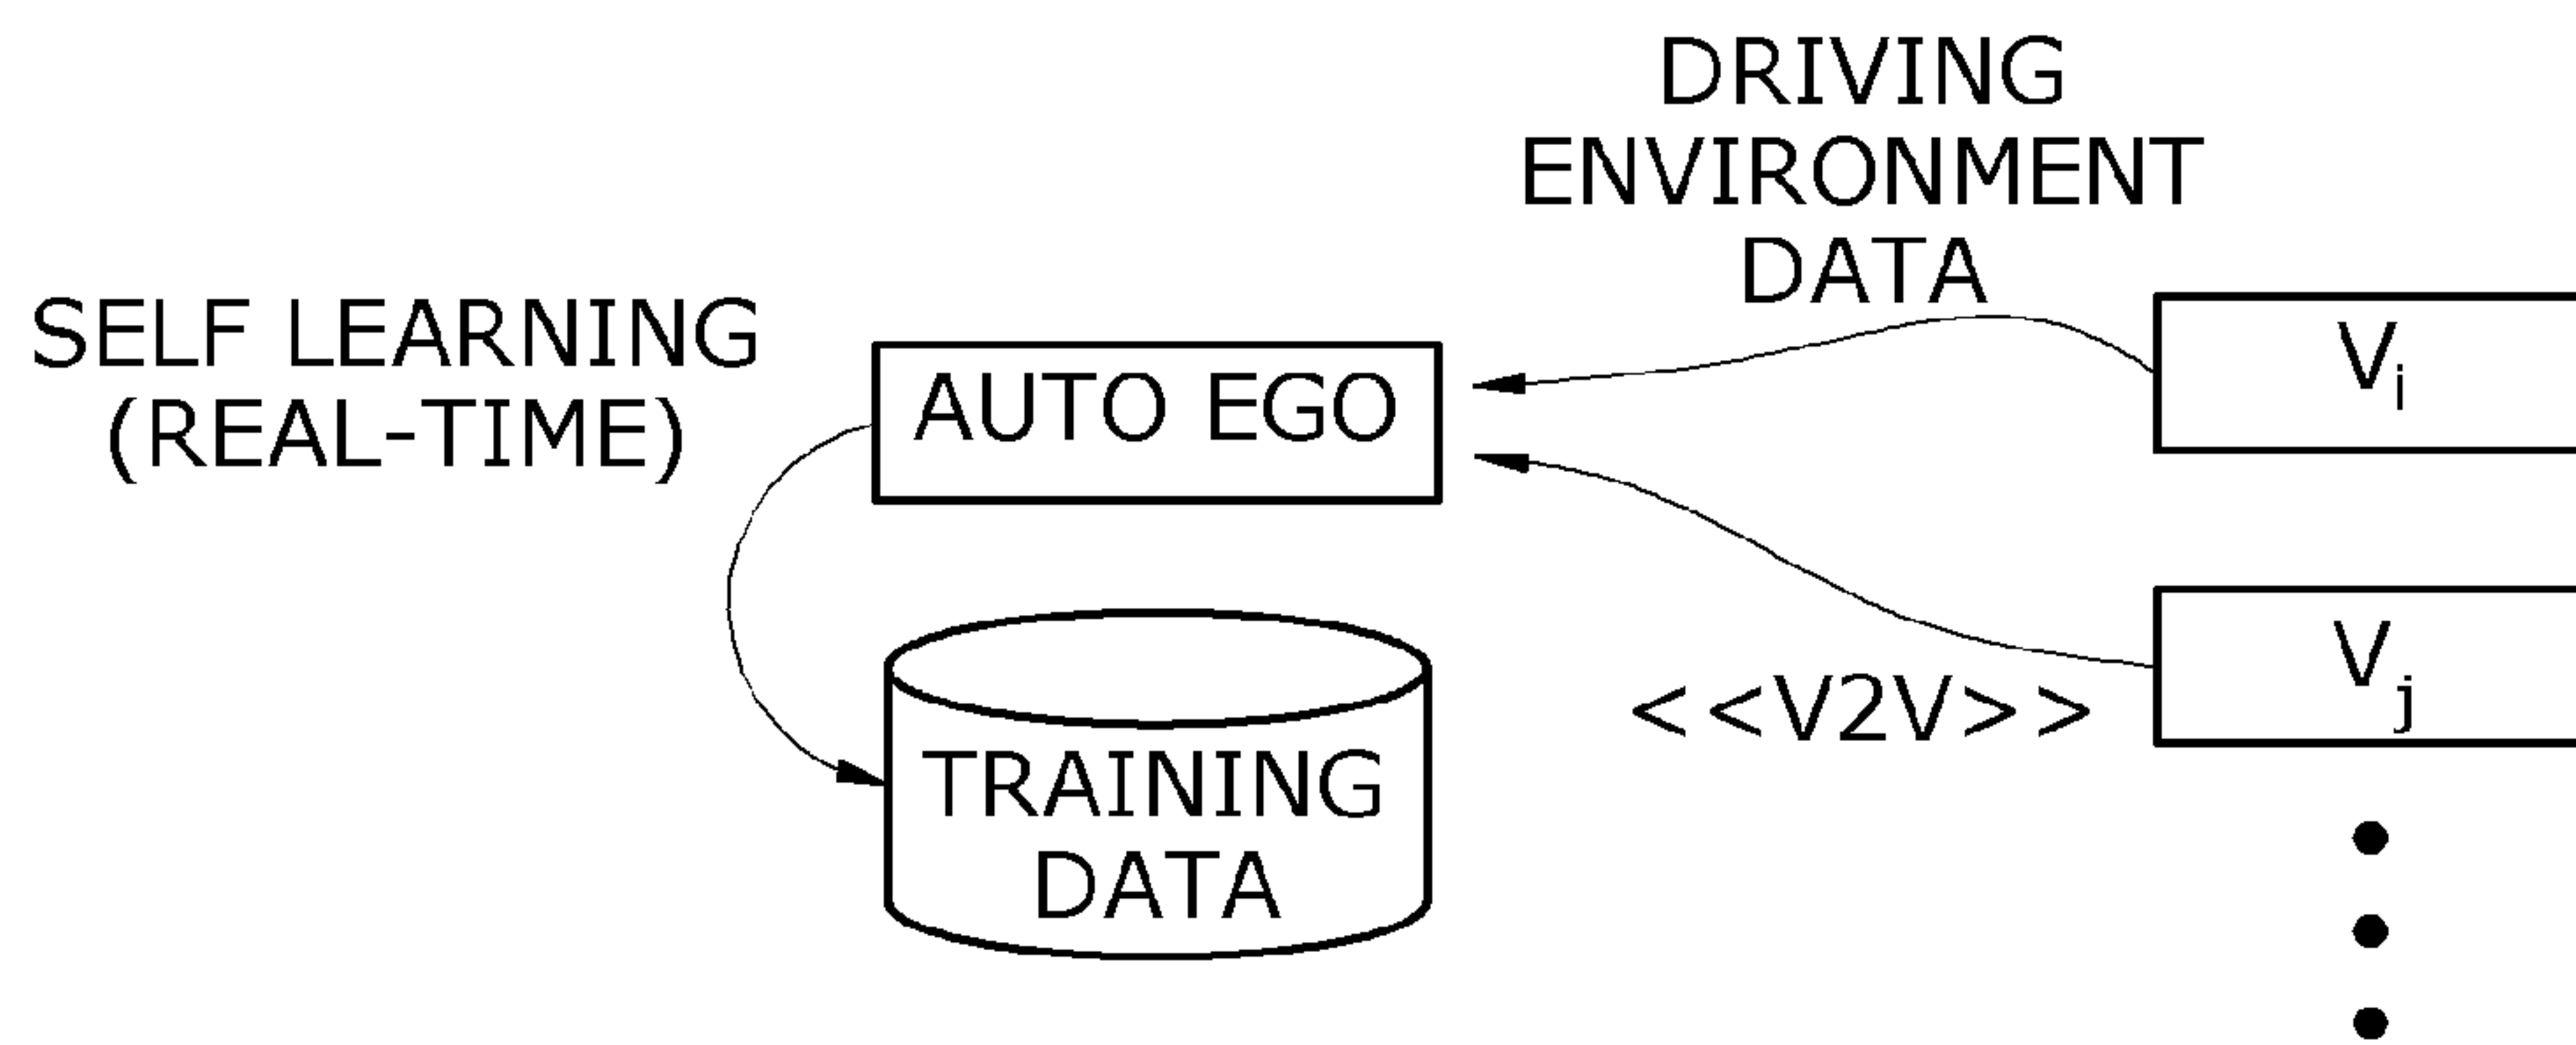 DRIVING
ENVIRONMENT
DATA
SELF LEARNING
(REAL-TIME)
AUTO EGO
Vi
Vj
<<V2V>>
TRAINING
DATA